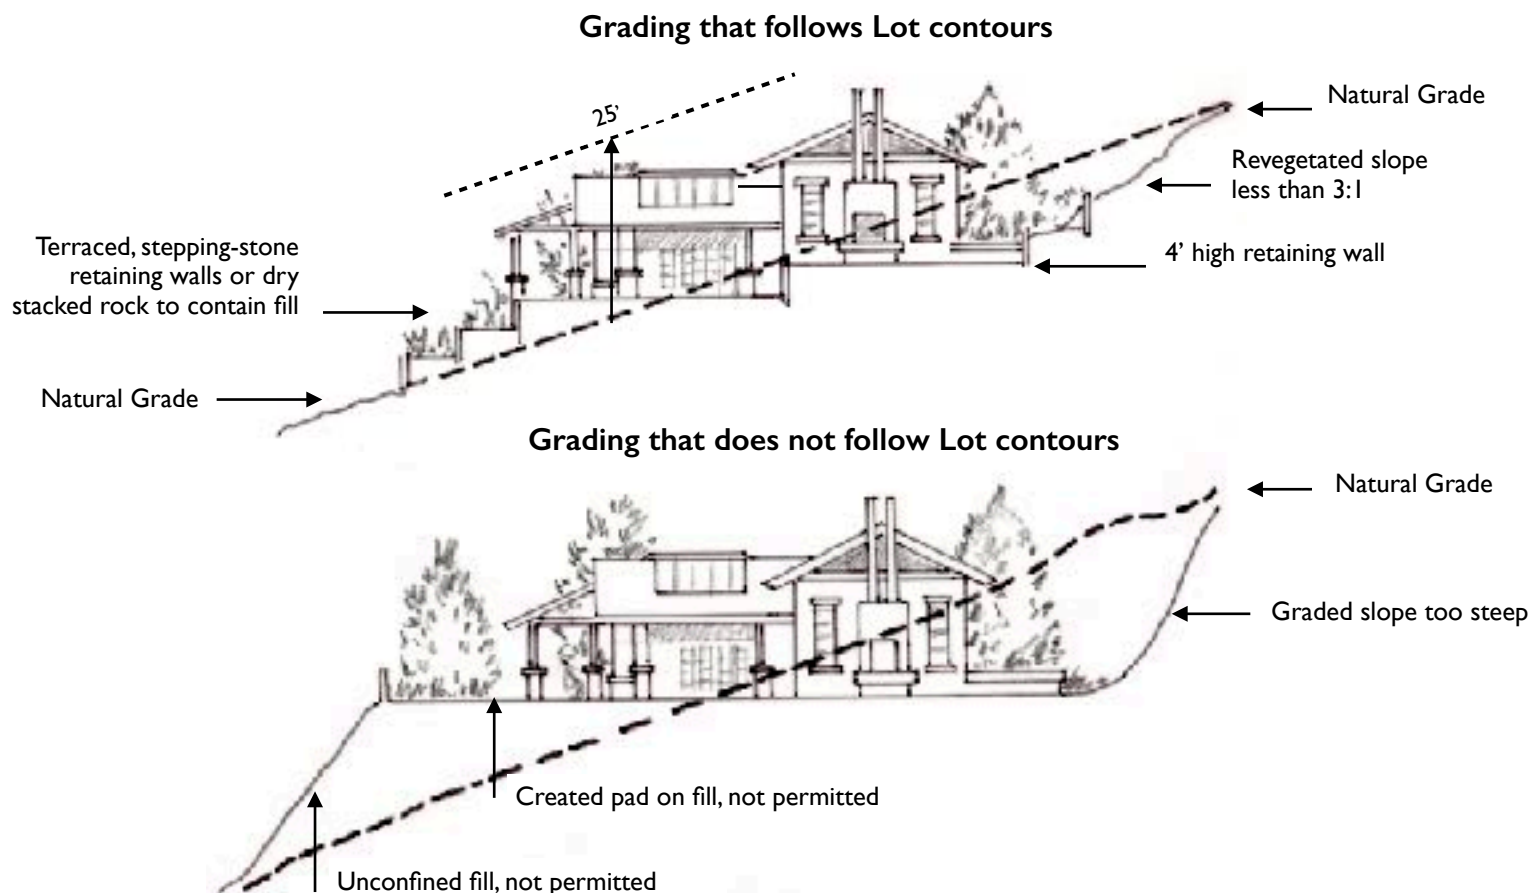 Grading that follows Lot contours
25'
Natural Grade
Revegetated slope
less than 3:1
4' high retaining wall
Terraced, stepping-stone
retaining walls or dry
stacked rock to contain fill
Natural Grade
Grading that does not follow Lot contours
Natural Grade
Graded slope too steep
Created pad on fill, not permitted
Unconfined fill, not permitted